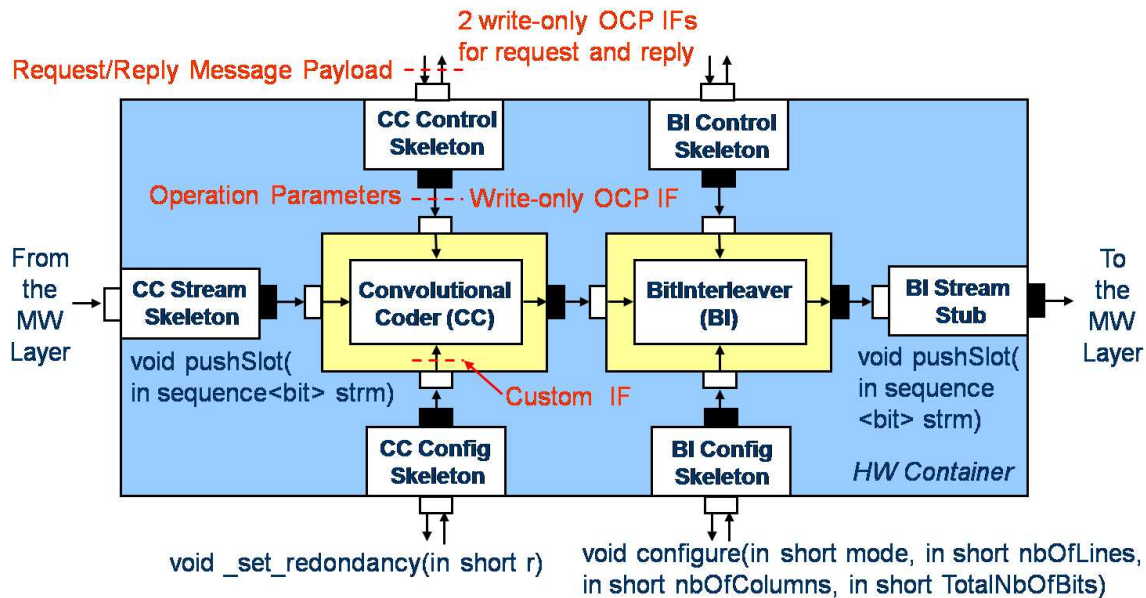 2 write-only OCP IFs
for request and reply
Request/Reply Message Payload
CC Control
Skeleton
BI Control
Skeleton
Operation Parameters
Write-only OCP IF
From
the
MW
Layer
CC Stream
Skeleton
Convolutional
Coder (CC)
BitInterleaver
(BI)
BI Stream
Stub
To
the
MW
Layer
void pushSlot(
in sequence<bit> strm)
void pushSlot(
in sequence
<bit> strm)
Custom IF
CC Config
Skeleton
BI Config
Skeleton
HW Container
void _set_redondancy(in short r)
void configure(in short mode, in short nbOfLines,
in short nbOfColumns, in short TotalNbOfBits)